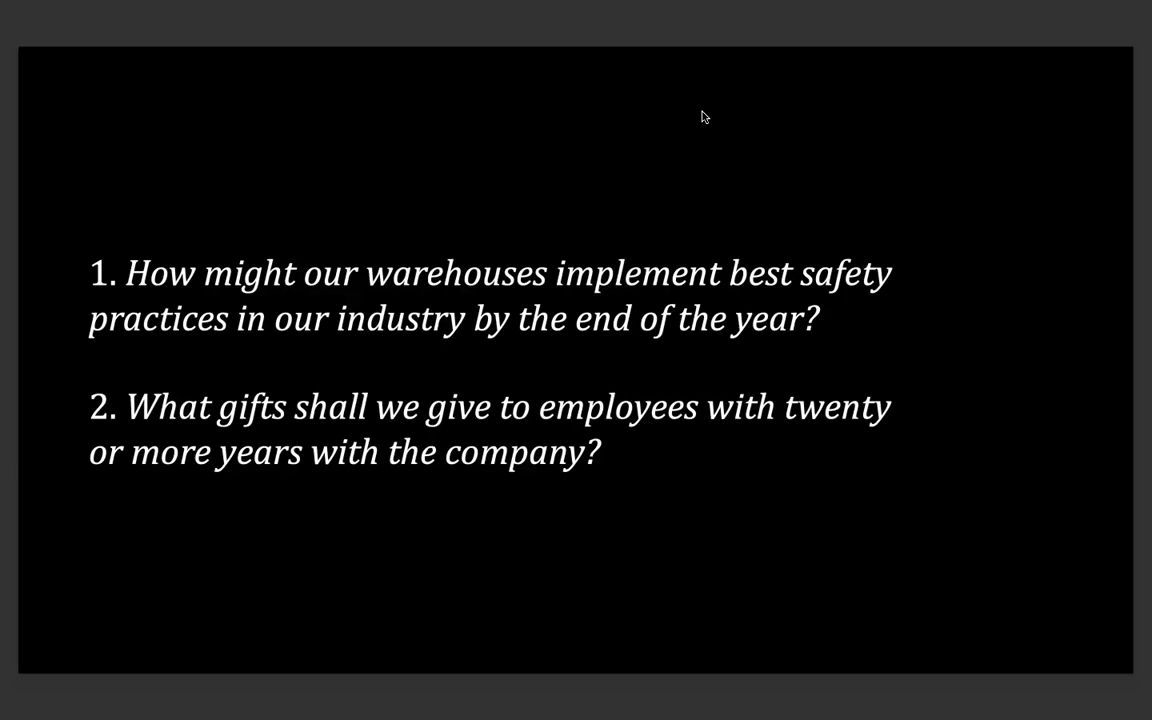 1. How might our warehouses implement best safety
practices in our industry by the end of the year?
2. What gifts shall we give to employees with twenty
or more years with the company?